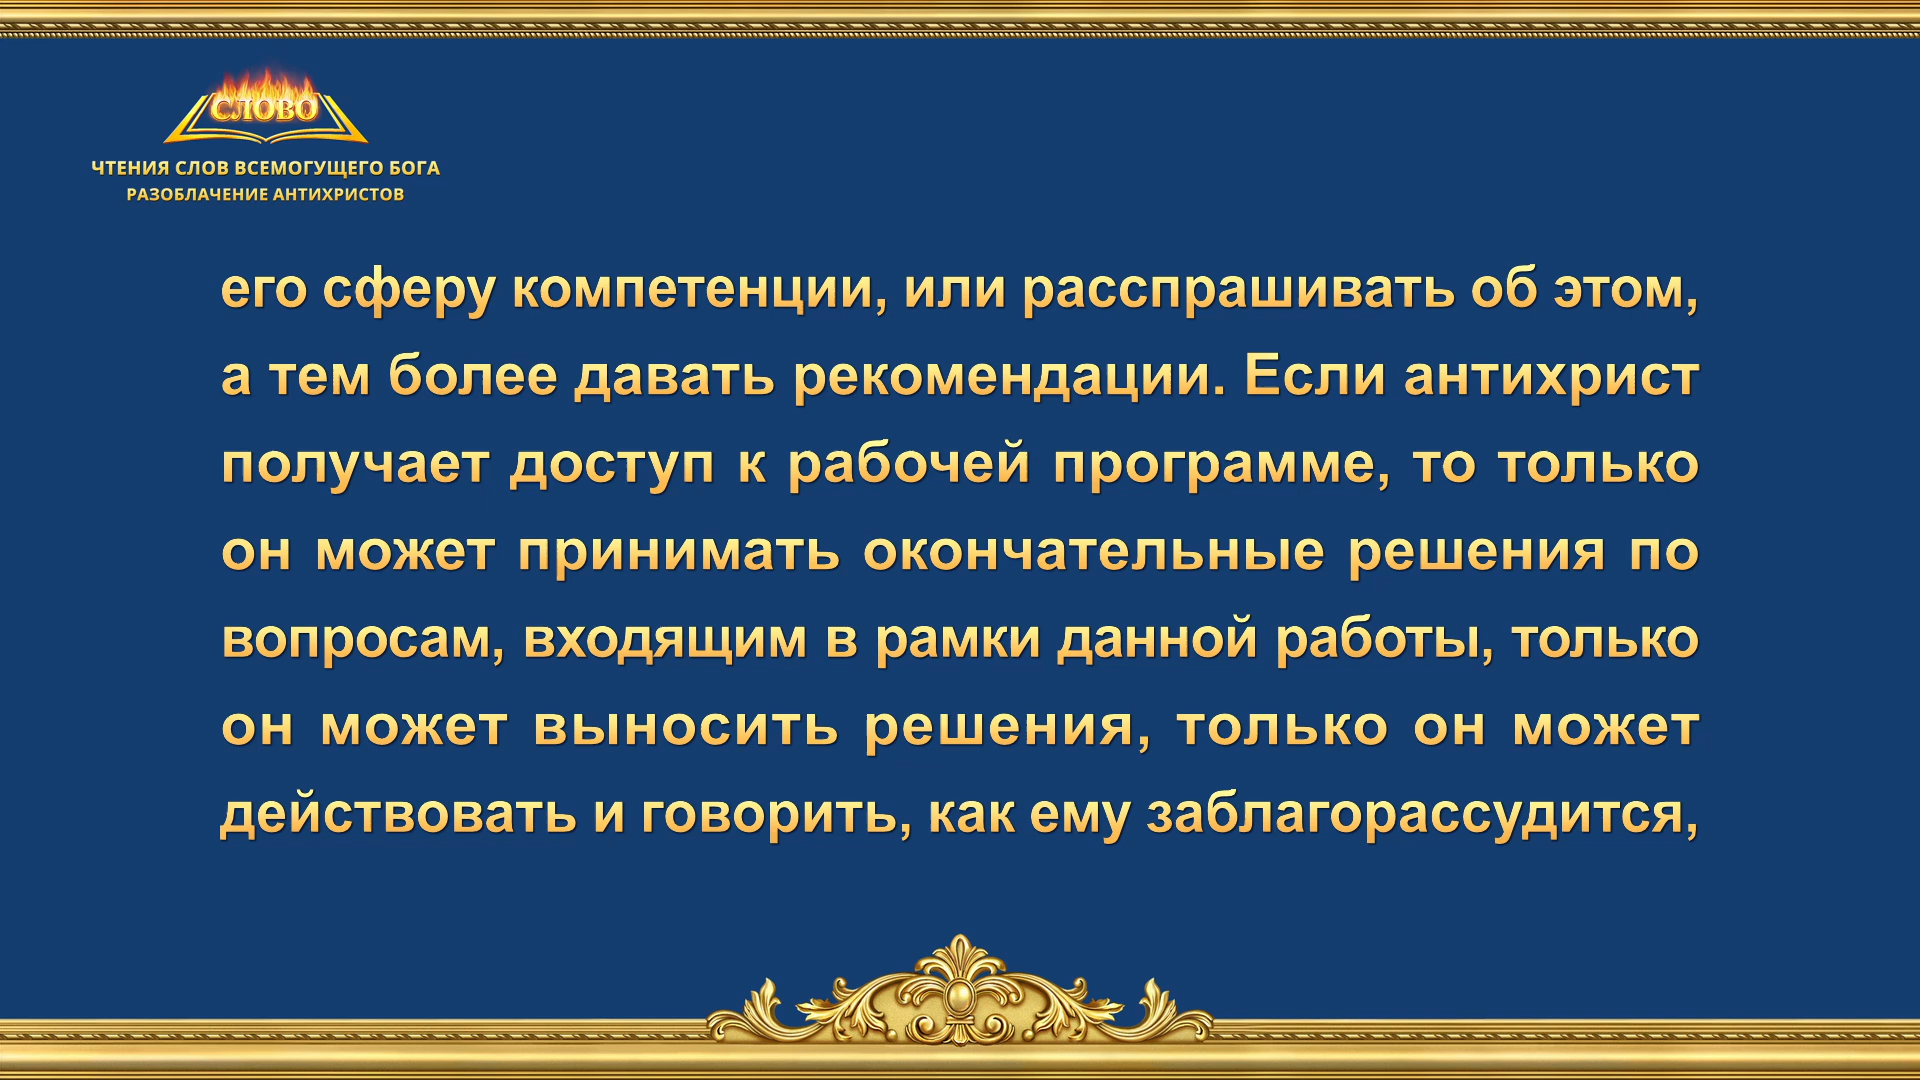 СЛОВО
ЧТЕНИЯ СЛОВ ВСЕМОГУЩЕГО БОГА
РАЗОБЛАЧЕНИЕ АНТИХРИСТОВ
его сферу компетенции, или расспрашивать об этом,
а тем более давать рекомендации. Если антихрист
получает доступ к рабочей программе, то только
он может принимать окончательные решения по
вопросам, входящим в рамки данной работы, только
он может выносить решения, только он может
действовать и говорить, как ему заблагорассудится,